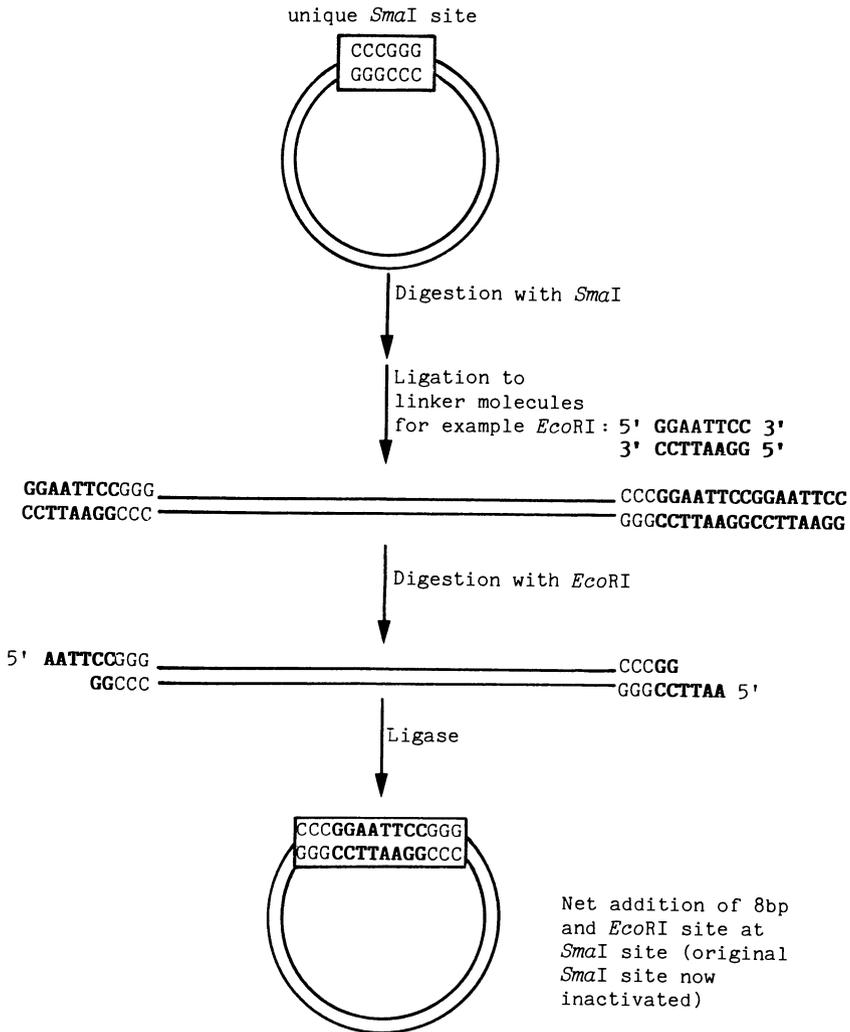 unique SmaI site
CCCGGG
GGGCCC
Digestion with SmaI
Ligation to
linker molecules
for example EcoRI: 5' GGAATTCC 3'
3' CCTTAAGG 5'
GGAATTCCGGG CCCGGAATTCCGGAATTCC
CCTTAAGGCCC GGGCCTTAAGGCCTTAAGG
Digestion with EcoRI
5' AATTCCGGG CCCGG
GGCCC GGGCCTTAA 5'
Ligase
CCCGGAATTCCGGG
GGGCCTTAAGGCCC
Net addition of 8bp
and EcoRI site at
SmaI site (original
SmaI site now
inactivated)